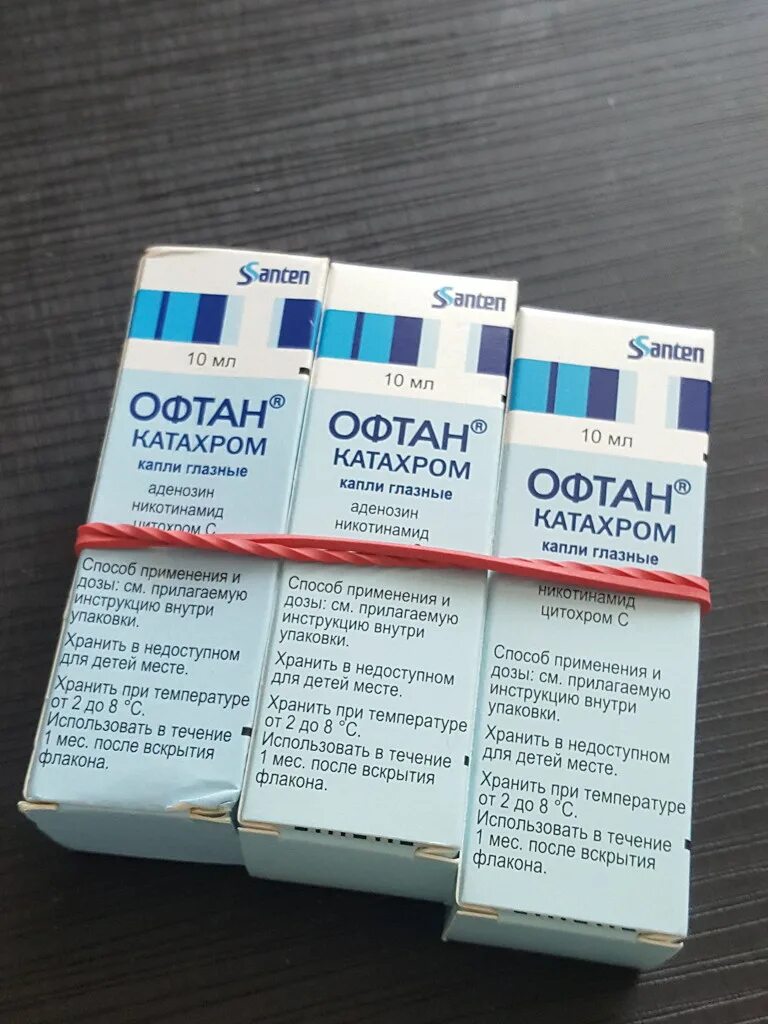 Santen
10 мл
ОФТАН®
КАТАХРОМ
капли глазные
аденозин
никотинамид
цитохром С
Способ применения и
дозы: см. прилагаемую
инструкцию внутри
упаковки.
Хранить в недоступном
для детей месте.
Хранить при температуре
от 2 до 8 °С.
Использовать в течение
1 мес. после вскрытия
флакона.
Santen
10 мл
ОФТАН®
КАТАХРОМ
капли глазные
аденозин
никотинамид
Способ применения и
дозы: см. прилагаемую
инструкцию внутри
упаковки.
Хранить в недоступном
для детей месте.
Хранить при температуре
от 2 до 8 °С.
Использовать в течение
1 мес. после вскрытия
флакона.
Santen
10 мл
ОФТАН®
КАТАХРОМ
капли глазные
никотинамид
цитохром С
Способ применения и
дозы: см. прилагаемую
инструкцию внутри
упаковки.
Хранить в недоступном
для детей месте.
Хранить при температуре
от 2 до 8 °С.
Использовать в течение
1 мес. после вскрытия
флакона.